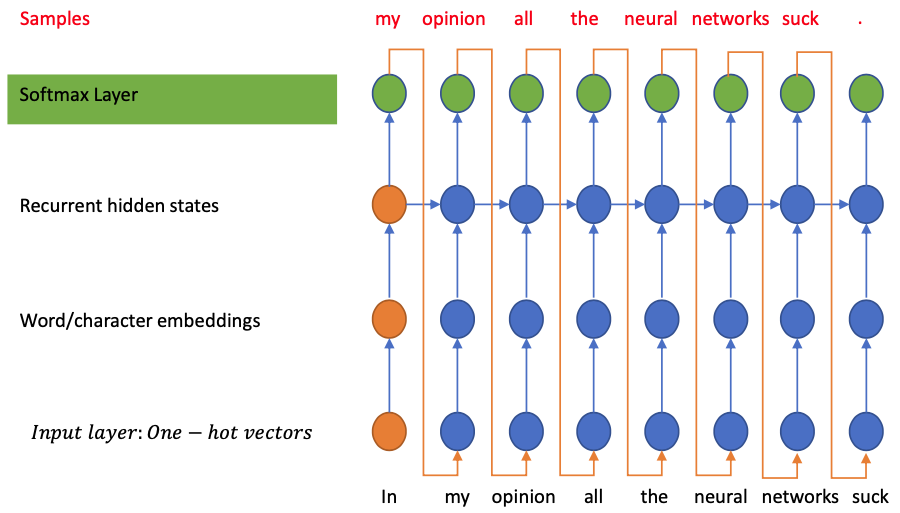 Samples my opinion all the neural networks suck .
Softmax Layer
Recurrent hidden states
Word/character embeddings
Input layer: One − hot vectors
In my opinion all the neural networks suck